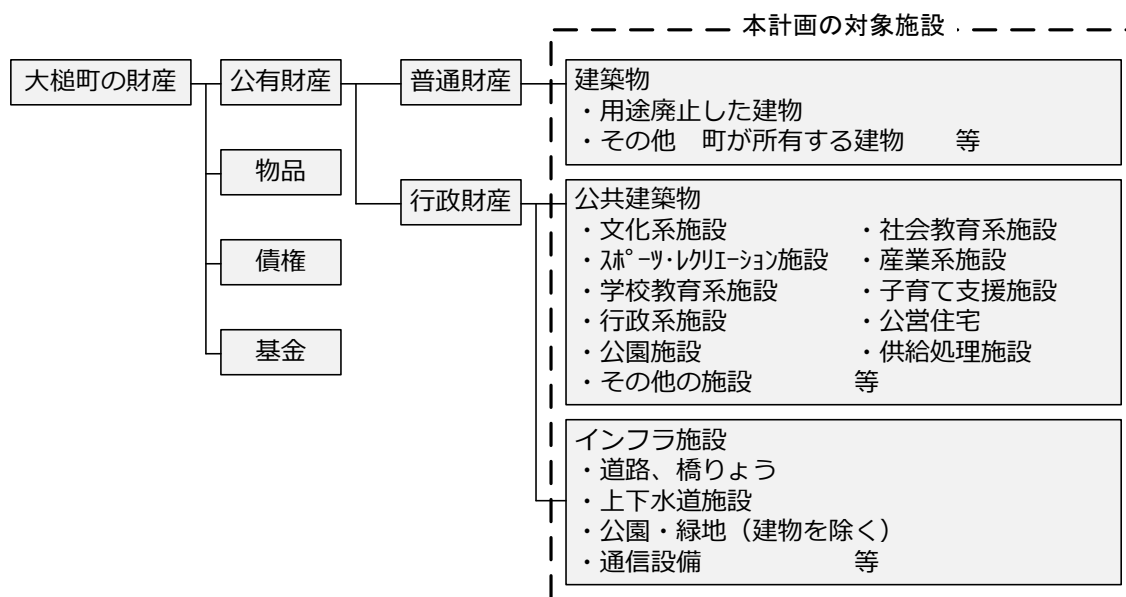 本計画の対象施設
大槌町の財産
公有財産
普通財産
建築物
・用途廃止した建物
・その他　町が所有する建物　　等
物品
行政財産
公共建築物
・文化系施設　　　　　・社会教育系施設
・ｽﾎﾟｰﾂ・ﾚｸﾘｴｰｼｮﾝ施設　・産業系施設
・学校教育系施設　　　・子育て支援施設
・行政系施設　　　　　・公営住宅
・公園施設　　　　　　・供給処理施設
・その他の施設　　　　等
債権
基金
インフラ施設
・道路、橋りょう
・上下水道施設
・公園・緑地（建物を除く）
・通信設備　　　　　　等